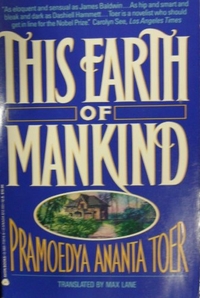 "As eloquent and sensual as James Baldwin... As hip and smart and
bleak and dark as Dashiell Hammett... Toer is a novelist who should
get in line for the Nobel Prize." Carolyn See, Los Angeles Times
THIS EARTH
OF
MANKIND
PRAMOEDYA ANANTA TOER
TRANSLATED BY MAX LANE